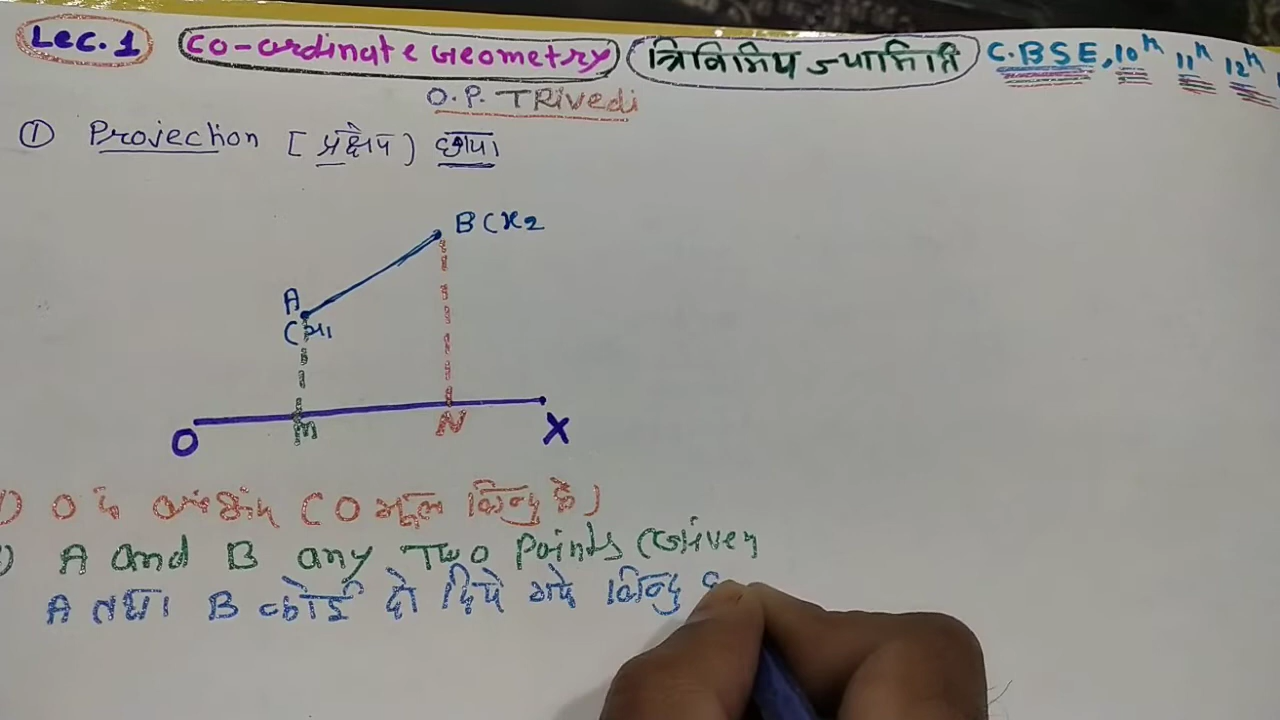 Lec.1 Co-ordinate Geometry (त्रिविमिय ज्यामिति) C.BSE, 10th 11th 12th
O.P. TRivedi
① Projection [प्रक्षेप) छाया
B(x2
A
(x1
M N
O X
O मूल बिन्दु है)
A and B any Two Points (Given
A तथा B कोई दो दिये गये बिन्दु